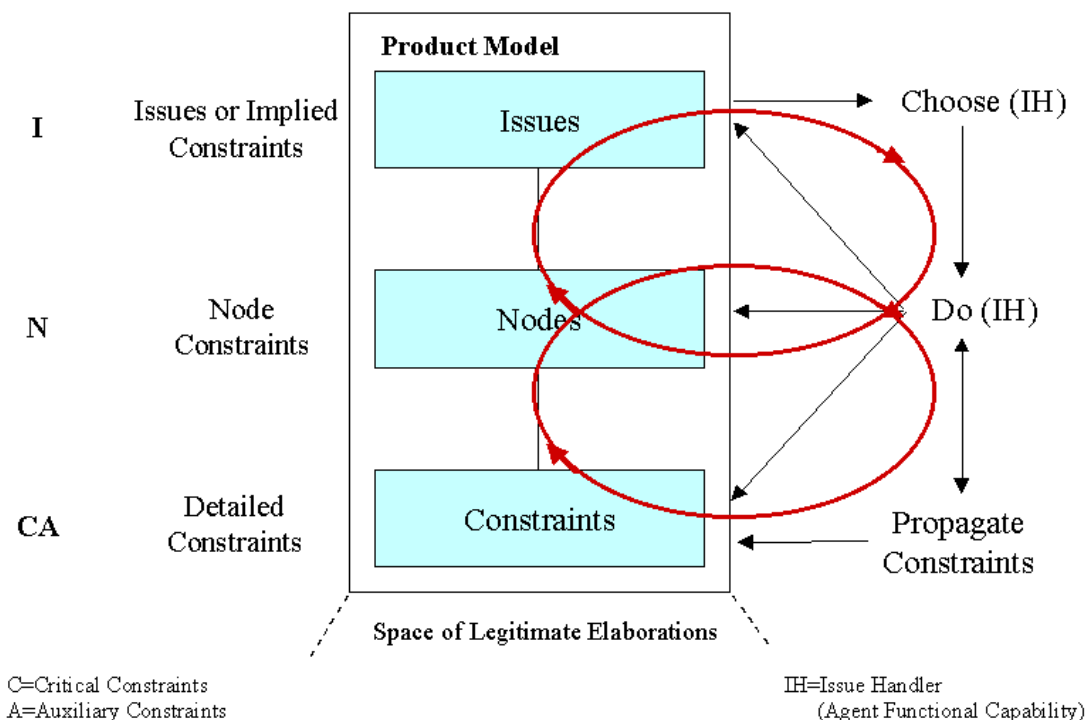 Product Model
I
Issues or Implied
Constraints
Issues
Choose (IH)
N
Node
Constraints
Nodes
Do (IH)
CA
Detailed
Constraints
Constraints
Propagate
Constraints
Space of Legitimate Elaborations
C=Critical Constraints
A=Auxiliary Constraints
IH=Issue Handler
(Agent Functional Capability)